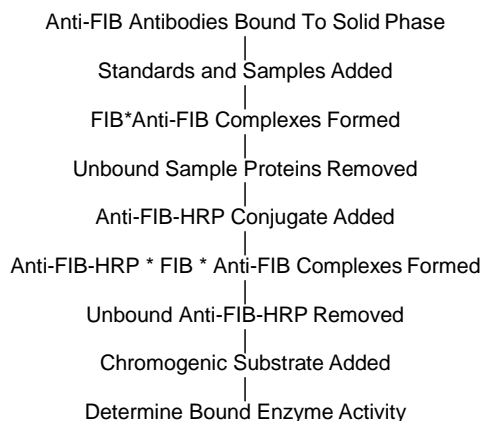 Anti-FIB Antibodies Bound To Solid Phase
Standards and Samples Added
FIB*Anti-FIB Complexes Formed
Unbound Sample Proteins Removed
Anti-FIB-HRP Conjugate Added
Anti-FIB-HRP * FIB * Anti-FIB Complexes Formed
Unbound Anti-FIB-HRP Removed
Chromogenic Substrate Added
Determine Bound Enzyme Activity